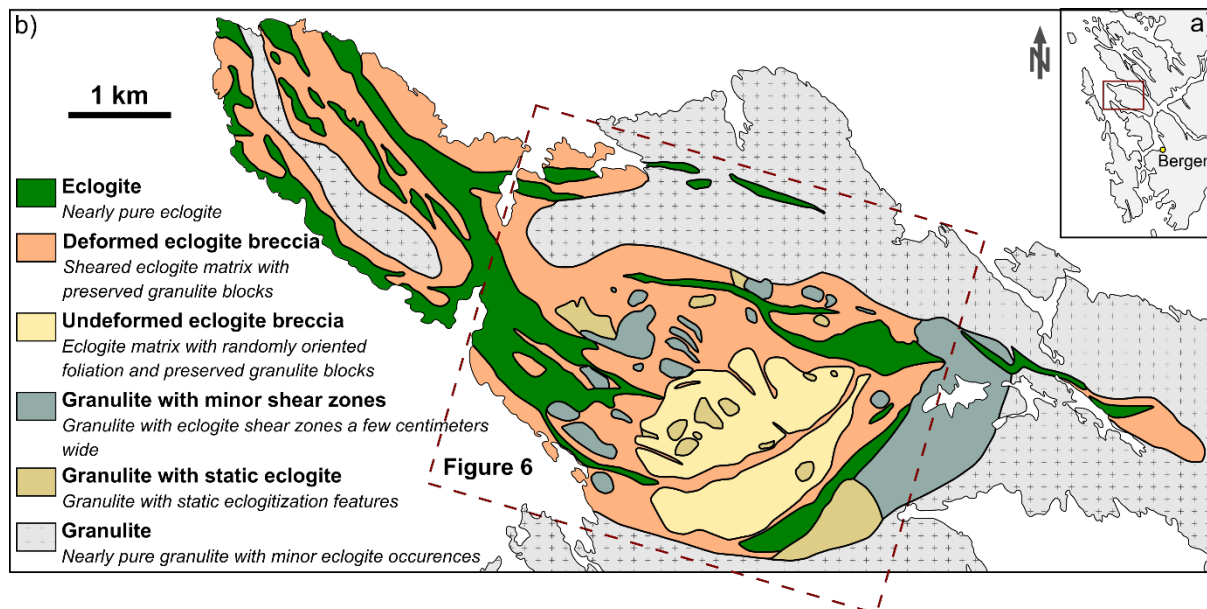 b)
N
a)
Bergen
1 km
Eclogite
Nearly pure eclogite
Deformed eclogite breccia
Sheared eclogite matrix with
preserved granulite blocks
Undeformed eclogite breccia
Eclogite matrix with randomly oriented
foliation and preserved granulite blocks
Granulite with minor shear zones
Granulite with eclogite shear zones a few centimeters
wide
Granulite with static eclogitization
Granulite with static eclogitization features
Granulite
Nearly pure granulite with minor eclogite occurences
Figure 6